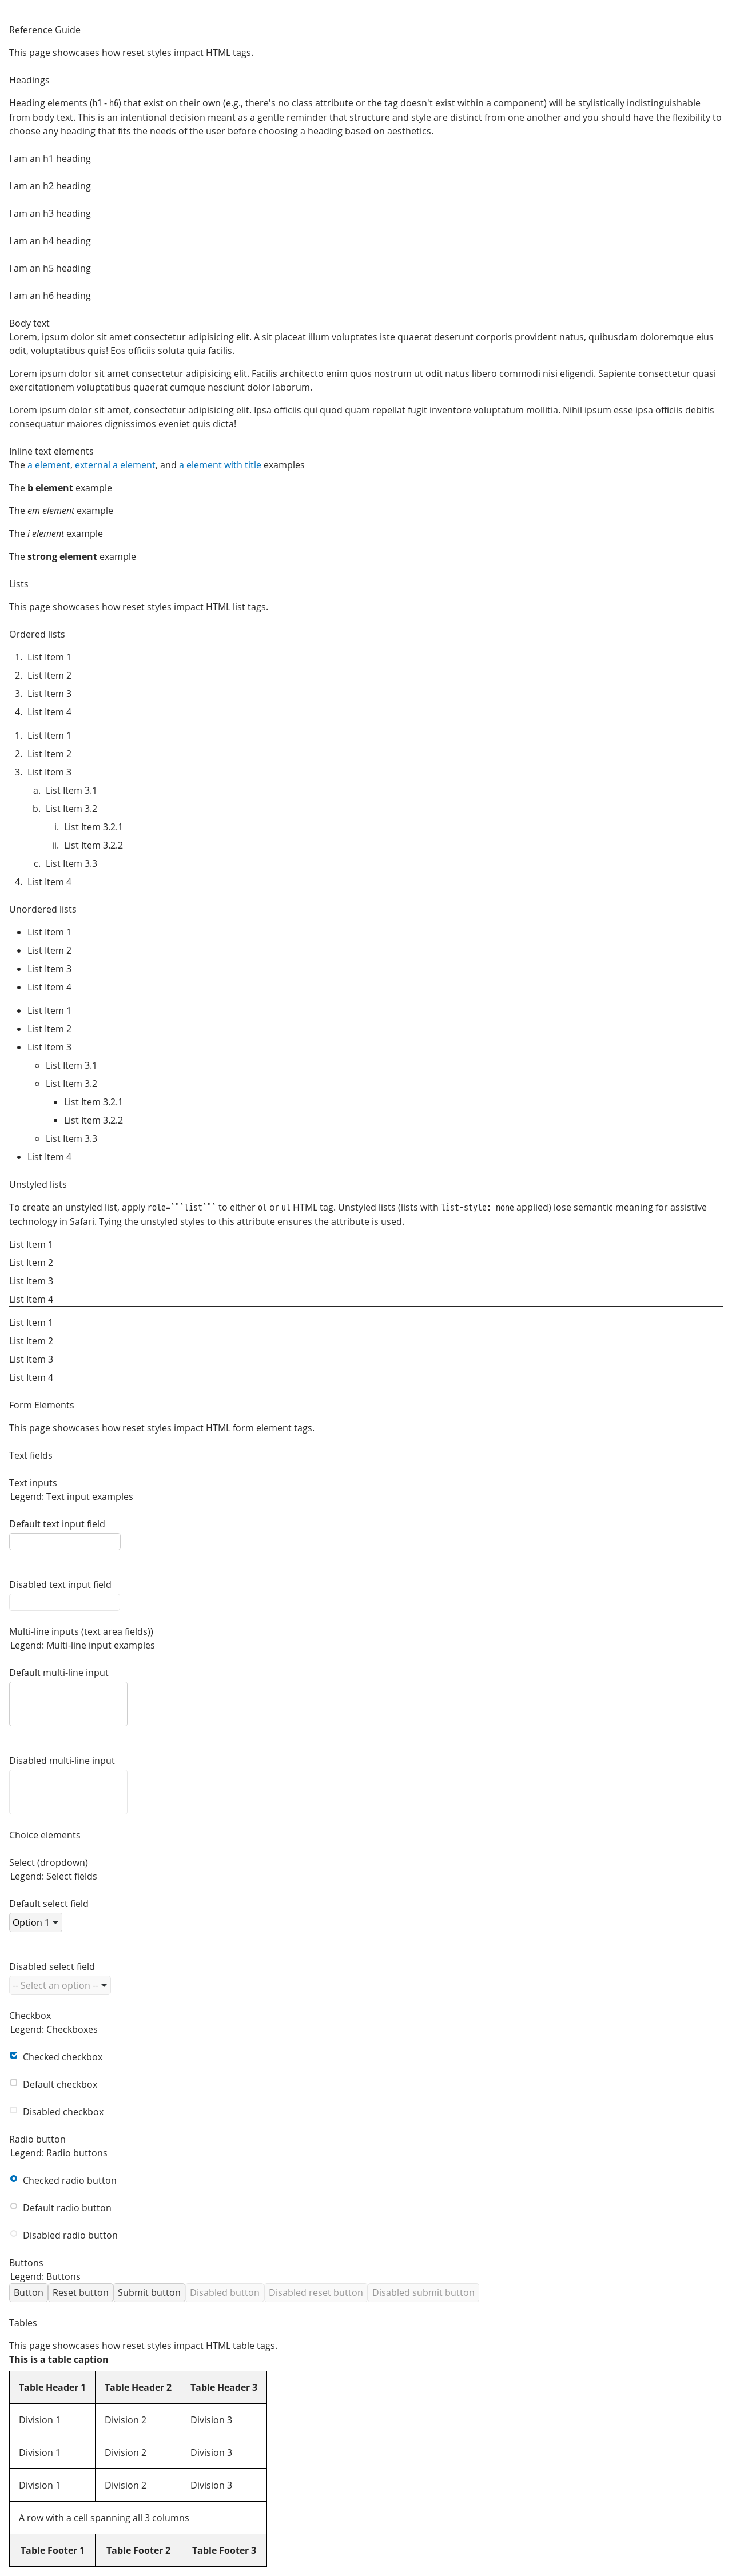 Reference Guide
This page showcases how reset styles impact HTML tags.
Headings
Heading elements (h1 - h6) that exist on their own (e.g., there's no class attribute or the tag doesn't exist within a component) will be stylistically indistinguishable
from body text. This is an intentional decision meant as a gentle reminder that structure and style are distinct from one another and you should have the flexibility to
choose any heading that fits the needs of the user before choosing a heading based on aesthetics.
I am an h1 heading
I am an h2 heading
I am an h3 heading
I am an h4 heading
I am an h5 heading
I am an h6 heading
Body text
Lorem, ipsum dolor sit amet consectetur adipisicing elit. A sit placeat illum voluptates iste quaerat deserunt corporis provident natus, quibusdam doloremque eius
odit, voluptatibus quis! Eos officiis soluta quia facilis.
Lorem ipsum dolor sit amet consectetur adipisicing elit. Facilis architecto enim quos nostrum ut odit natus libero commodi nisi eligendi. Sapiente consectetur quasi
exercitationem voluptatibus quaerat cumque nesciunt dolor laborum.
Lorem ipsum dolor sit amet, consectetur adipisicing elit. Ipsa officiis qui quod quam repellat fugit inventore voluptatum mollitia. Nihil ipsum esse ipsa officiis debitis
consequatur maiores dignissimos eveniet quis dicta!
Inline text elements
The a element, external a element, and a element with title examples
The b element example
The em element example
The i element example
The strong element example
Lists
This page showcases how reset styles impact HTML list tags.
Ordered lists
1. List Item 1
2. List Item 2
3. List Item 3
4. List Item 4
1. List Item 1
2. List Item 2
3. List Item 3
a. List Item 3.1
b. List Item 3.2
i. List Item 3.2.1
ii. List Item 3.2.2
c. List Item 3.3
4. List Item 4
Unordered lists
• List Item 1
• List Item 2
• List Item 3
• List Item 4
• List Item 1
• List Item 2
• List Item 3
◦ List Item 3.1
◦ List Item 3.2
▪ List Item 3.2.1
▪ List Item 3.2.2
◦ List Item 3.3
• List Item 4
Unstyled lists
To create an unstyled list, apply role=`"`list`"` to either ol or ul HTML tag. Unstyled lists (lists with list-style: none applied) lose semantic meaning for assistive
technology in Safari. Tying the unstyled styles to this attribute ensures the attribute is used.
List Item 1
List Item 2
List Item 3
List Item 4
List Item 1
List Item 2
List Item 3
List Item 4
Form Elements
This page showcases how reset styles impact HTML form element tags.
Text fields
Text inputs
Legend: Text input examples
Default text input field
Disabled text input field
Multi-line inputs (text area fields))
Legend: Multi-line input examples
Default multi-line input
Disabled multi-line input
Choice elements
Select (dropdown)
Legend: Select fields
Default select field
Option 1
Disabled select field
-- Select an option --
Checkbox
Legend: Checkboxes
Checked checkbox
Default checkbox
Disabled checkbox
Radio button
Legend: Radio buttons
Checked radio button
Default radio button
Disabled radio button
Buttons
Legend: Buttons
Button Reset button Submit button Disabled button Disabled reset button Disabled submit button
Tables
This page showcases how reset styles impact HTML table tags.
This is a table caption
Table Header 1 Table Header 2 Table Header 3
Division 1 Division 2 Division 3
Division 1 Division 2 Division 3
Division 1 Division 2 Division 3
A row with a cell spanning all 3 columns
Table Footer 1 Table Footer 2 Table Footer 3